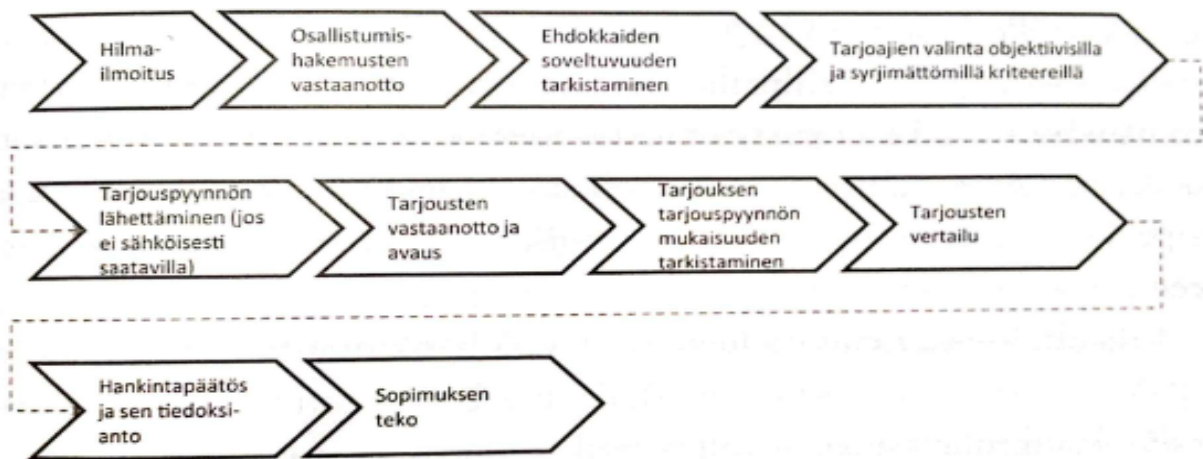 Hilma-
ilmoitus
Osallistumis-
hakemusten
vastaanotto
Ehdokkaiden
soveltuvuuden
tarkistaminen
Tarjoajien valinta objektiivisilla
ja syrjimättömillä kriteereillä
Tarjouspyynnön
lähettäminen (jos
ei sähköisesti
saatavilla)
Tarjousten
vastaanotto ja
avaus
Tarjouksen
tarjouspyynnön
mukaisuuden
tarkistaminen
Tarjousten
vertailu
Hankintapäätös
ja sen tiedoksi-
anto
Sopimuksen
teko